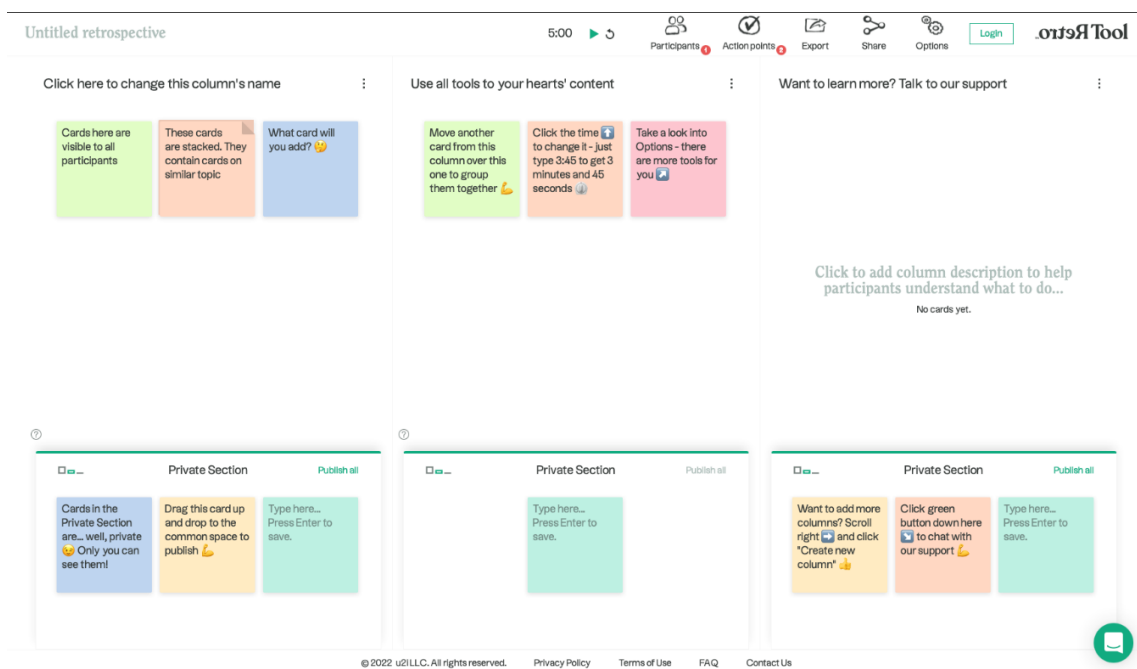 Untitled retrospective
5:00
Participants 1
Action points 2
Export
Share
Options
Login
Retro Tool
Click here to change this column's name
Cards here are
visible to all
participants
These cards
are stacked. They
contain cards on
similar topic
What card will
you add? 🤔
Use all tools to your hearts' content
Move another
card from this
column over this
one to group
them together 💪
Click the time ⬆️
to change it - just
type 3:45 to get 3
minutes and 45
seconds ⏱️
Take a look into
Options - there
are more tools for
you ↗️
Want to learn more? Talk to our support
Click to add column description to help
participants understand what to do...
No cards yet.
Private Section
Publish all
Cards in the
Private Section
are... well, private
😉 Only you can
see them!
Drag this card up
and drop to the
common space to
publish 💪
Type here...
Press Enter to
save.
Private Section
Publish all
Type here...
Press Enter to
save.
Private Section
Publish all
Want to add more
columns? Scroll
right ➡️ and click
"Create new
column" 👍
Click green
button down here
↘️ to chat with
our support 💪
Type here...
Press Enter to
save.
© 2022 u2i LLC. All rights reserved.
Privacy Policy
Terms of Use
FAQ
Contact Us